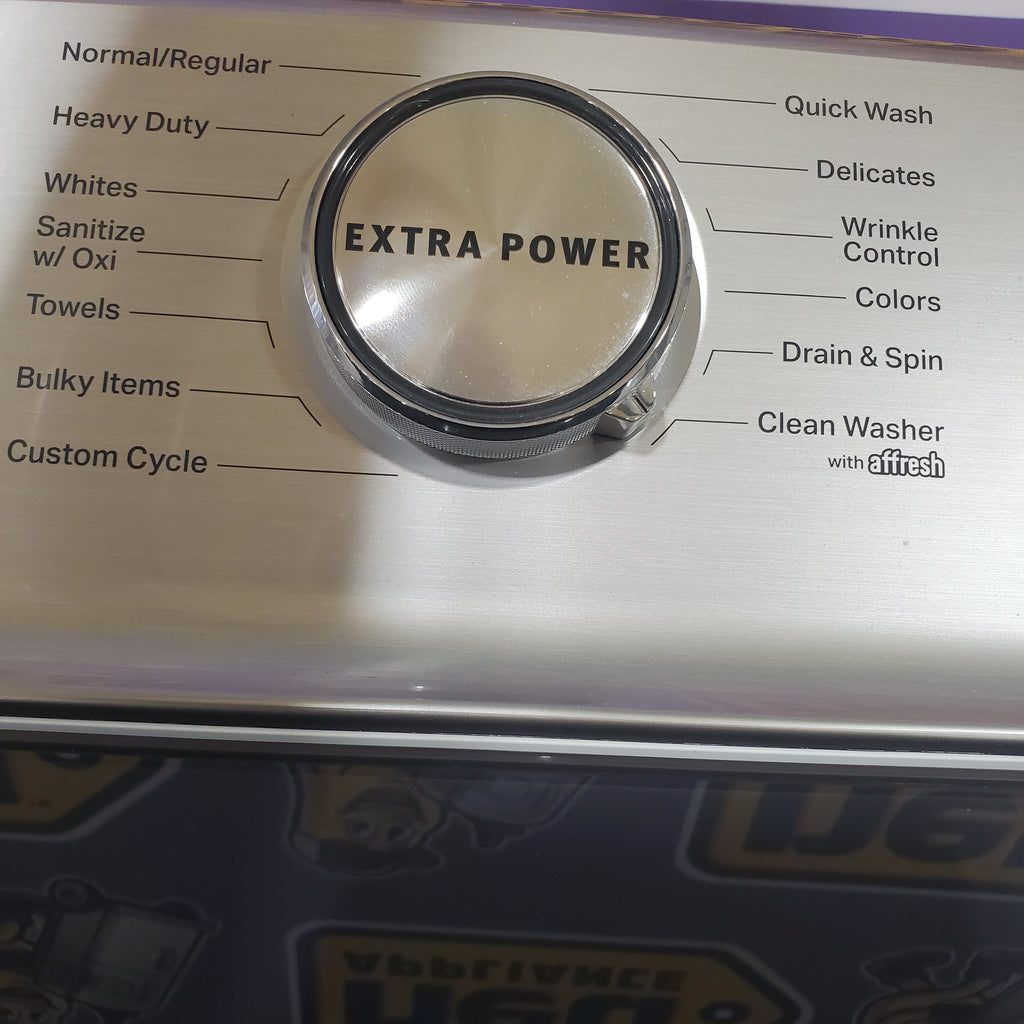 Normal/Regular
Heavy Duty
Whites
Sanitize
w/ Oxi
Towels
Bulky Items
Custom Cycle
EXTRA POWER
Quick Wash
Delicates
Wrinkle
Control
Colors
Drain & Spin
Clean Washer
with affresh
APPLIANCE